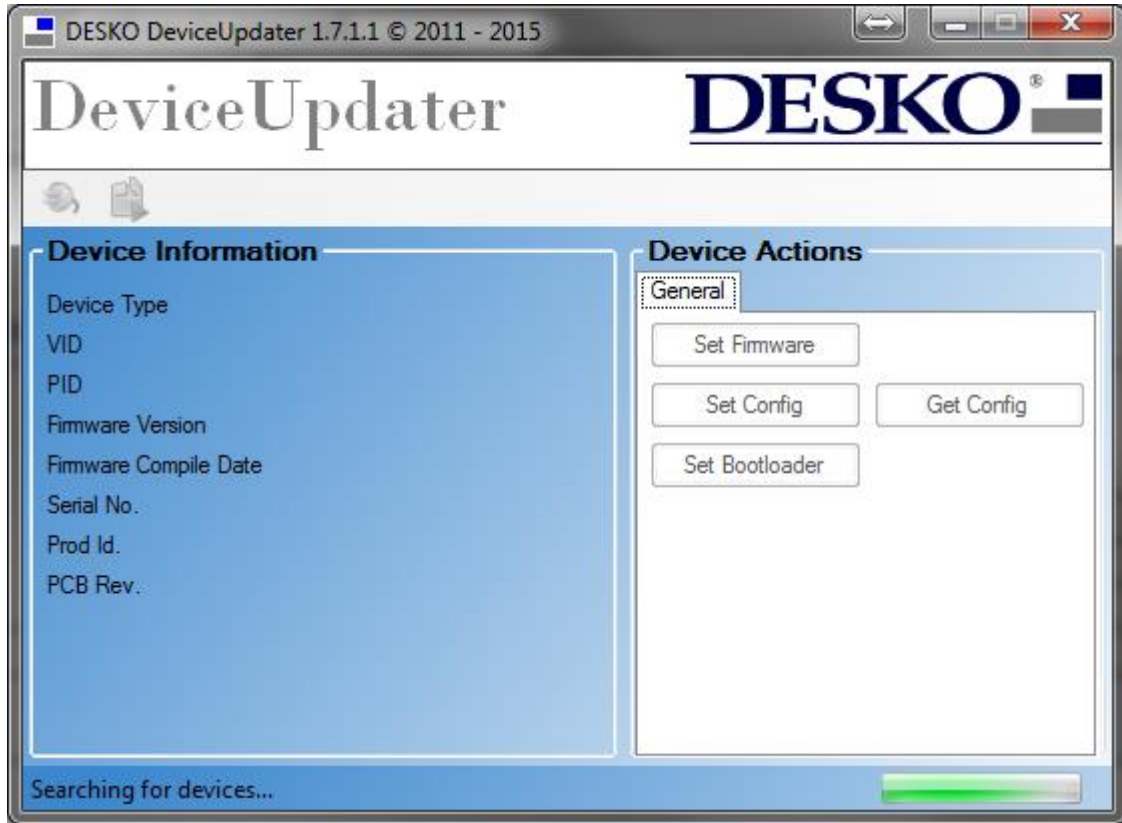 DESKO DeviceUpdater 1.7.1.1 © 2011 - 2015
DeviceUpdater
DESKO®
Device Information
Device Type
VID
PID
Firmware Version
Firmware Compile Date
Serial No.
Prod Id.
PCB Rev.
Device Actions
General
Set Firmware
Set Config
Get Config
Set Bootloader
Searching for devices...